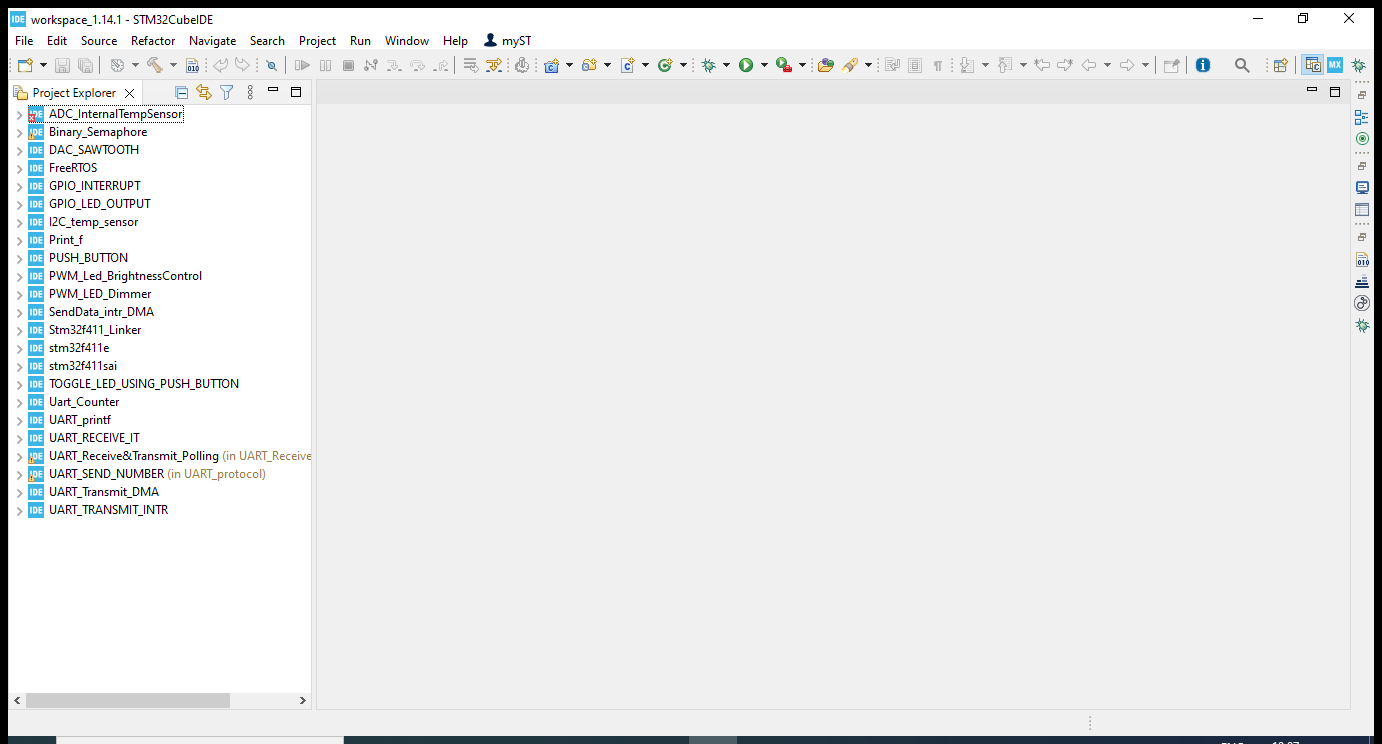 workspace_1.14.1 - STM32CubeIDE
File Edit Source Refactor Navigate Search Project Run Window Help myST
Project Explorer
ADC_InternalTempSensor
Binary_Semaphore
DAC_SAWTOOTH
FreeRTOS
GPIO_INTERRUPT
GPIO_LED_OUTPUT
I2C_temp_sensor
Print_f
PUSH_BUTTON
PWM_Led_BrightnessControl
PWM_LED_Dimmer
SendData_intr_DMA
Stm32f411_Linker
stm32f411e
stm32f411sai
TOGGLE_LED_USING_PUSH_BUTTON
Uart_Counter
UART_printf
UART_RECEIVE_IT
UART_Receive&Transmit_Polling (in UART_Receive
UART_SEND_NUMBER (in UART_protocol)
UART_Transmit_DMA
UART_TRANSMIT_INTR